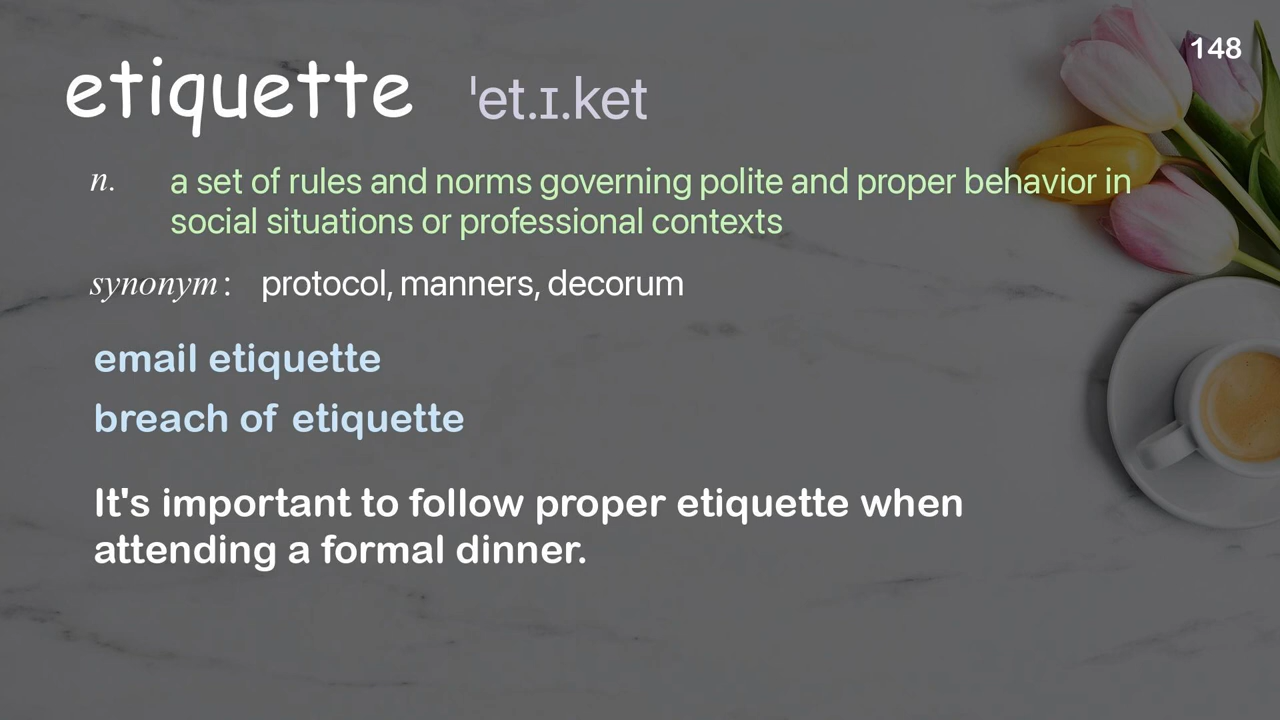 148
etiquette ˈet.ɪ.ket
n. a set of rules and norms governing polite and proper behavior in
social situations or professional contexts
synonym: protocol, manners, decorum
email etiquette
breach of etiquette
It's important to follow proper etiquette when
attending a formal dinner.